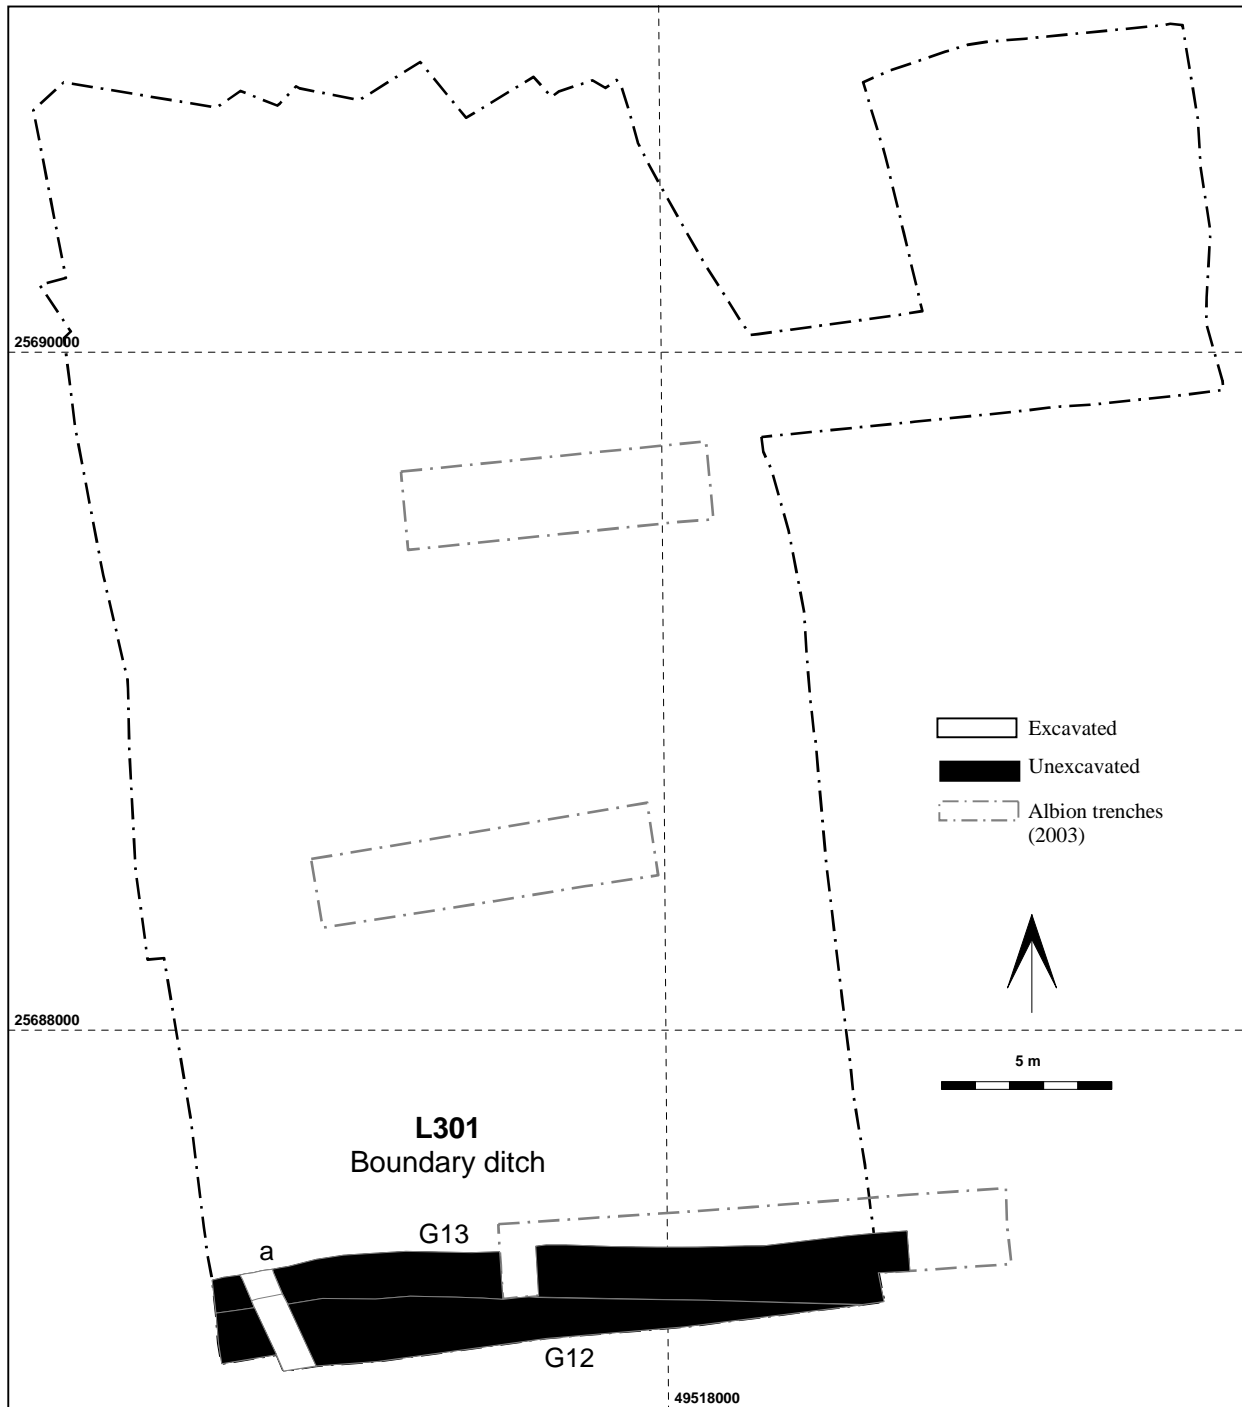 25690000
Excavated
Unexcavated
Albion trenches
(2003)
25688000
5 m
L301
Boundary ditch
G13
a
G12
49518000